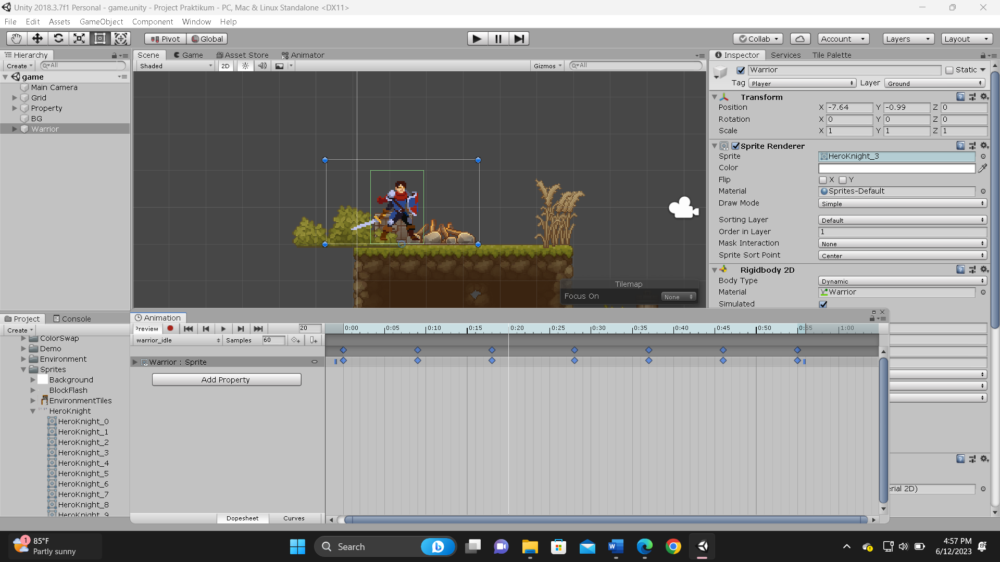 Unity 2018.3.7f1 Personal - game.unity - Project Praktikum - PC, Mac & Linux Standalone <DX11>
File Edit Assets GameObject Component Window Help
Pivot Global Collab Account Layers Layout
Hierarchy
Create All
game
Main Camera
Grid
Property
BG
Warrior
Scene Game Asset Store Animator
Shaded 2D Gizmos All
Tilemap
Focus On None
Inspector Services Tile Palette
Warrior Static
Tag Player Layer Ground
Transform
Position X -7.64 Y -0.99 Z 0
Rotation X 0 Y 0 Z 0
Scale X 1 Y 1 Z 1
Sprite Renderer
Sprite HeroKnight_3
Color
Flip X Y
Material Sprites-Default
Draw Mode Simple
Sorting Layer Default
Order in Layer 1
Mask Interaction None
Sprite Sort Point Center
Rigidbody 2D
Body Type Dynamic
Material Warrior
Simulated
erial 2D)
Project Console
Create
ColorSwap
Demo
Environment
Sprites
Background
BlockFlash
EnvironmentTiles
HeroKnight
HeroKnight_0
HeroKnight_1
HeroKnight_2
HeroKnight_3
HeroKnight_4
HeroKnight_5
HeroKnight_6
HeroKnight_7
HeroKnight_8
HeroKnight_9
Animation
Preview 20 0:00 0:05 0:10 0:15 0:20 0:25 0:30 0:35 0:40 0:45 0:50 0:55 1:00
warrior_idle Samples 60
Warrior : Sprite
Add Property
Dopesheet Curves
1 85°F
Partly sunny
Search
4:57 PM
6/12/2023